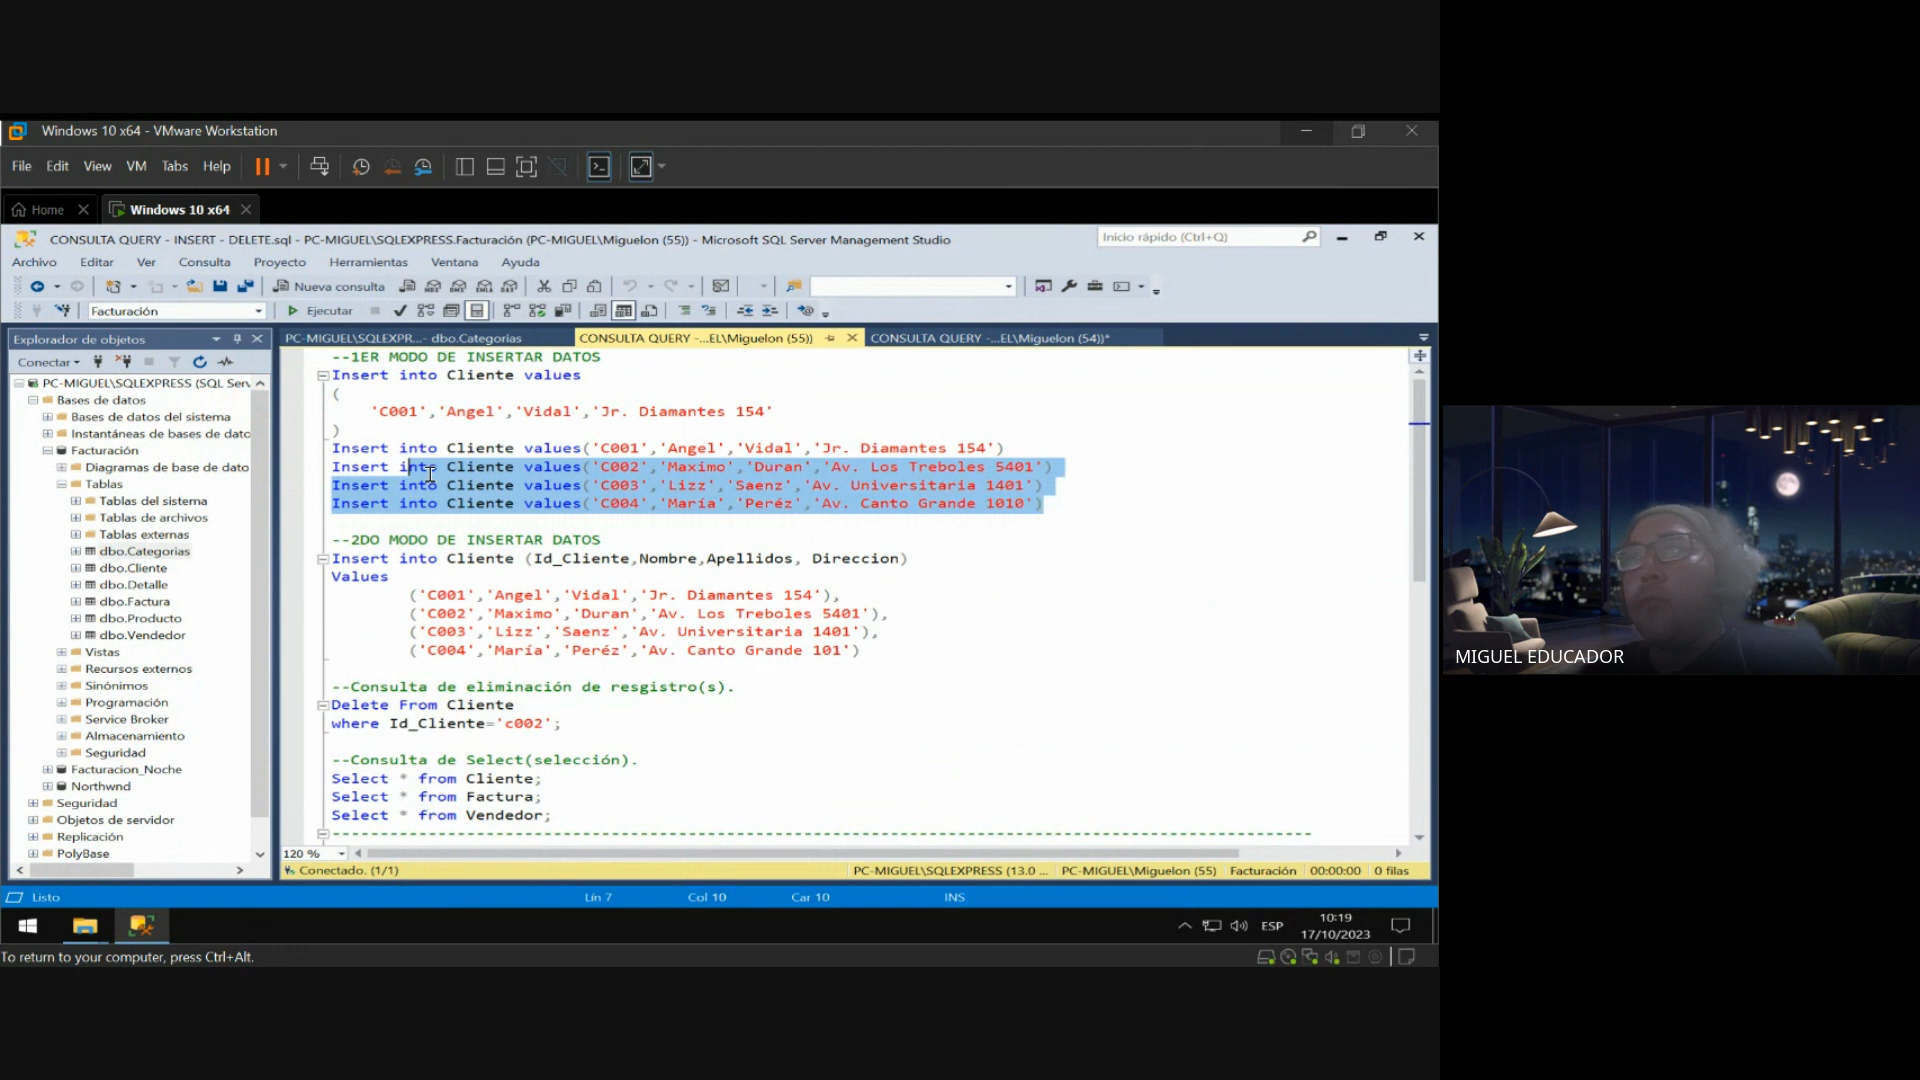 Windows 10 x64 - VMware Workstation
File Edit View VM Tabs Help
Home
Windows 10 x64
CONSULTA QUERY - INSERT - DELETE.sql - PC-MIGUEL\SQLEXPRESS.Facturación (PC-MIGUEL\Miguelon (55)) - Microsoft SQL Server Management Studio
Inicio rápido (Ctrl+Q)
Archivo Editar Ver Consulta Proyecto Herramientas Ventana Ayuda
Nueva consulta
Facturación
Ejecutar
Explorador de objetos
Conectar
PC-MIGUEL\SQLEXPRESS (SQL Serv
Bases de datos
Bases de datos del sistema
Instantáneas de bases de dato
Facturación
Diagramas de base de dato
Tablas
Tablas del sistema
Tablas de archivos
Tablas externas
dbo.Categorias
dbo.Cliente
dbo.Detalle
dbo.Factura
dbo.Producto
dbo.Vendedor
Vistas
Recursos externos
Sinónimos
Programación
Service Broker
Almacenamiento
Seguridad
Facturacion_Noche
Northwnd
Seguridad
Objetos de servidor
Replicación
PolyBase
PC-MIGUEL\SQLEXPR...- dbo.Categorias
CONSULTA QUERY -...EL\Miguelon (55))
CONSULTA QUERY -...EL\Miguelon (54))*
--1ER MODO DE INSERTAR DATOS
Insert into Cliente values
(
'C001','Angel','Vidal','Jr. Diamantes 154'
)
Insert into Cliente values('C001','Angel','Vidal','Jr. Diamantes 154')
Insert into Cliente values('C002','Maximo','Duran','Av. Los Treboles 5401')
Insert into Cliente values('C003','Lizz','Saenz','Av. Universitaria 1401')
Insert into Cliente values('C004','María','Peréz','Av. Canto Grande 1010')
--2DO MODO DE INSERTAR DATOS
Insert into Cliente (Id_Cliente,Nombre,Apellidos, Direccion)
Values
('C001','Angel','Vidal','Jr. Diamantes 154'),
('C002','Maximo','Duran','Av. Los Treboles 5401'),
('C003','Lizz','Saenz','Av. Universitaria 1401'),
('C004','María','Peréz','Av. Canto Grande 101')
--Consulta de eliminación de resgistro(s).
Delete From Cliente
where Id_Cliente='c002';
--Consulta de Select(selección).
Select * from Cliente;
Select * from Factura;
Select * from Vendedor;
120 %
Conectado. (1/1)
PC-MIGUEL\SQLEXPRESS (13.0 ...
PC-MIGUEL\Miguelon (55)
Facturación
00:00:00
0 filas
Listo
Lín 7
Col 10
Car 10
INS
ESP
10:19
17/10/2023
To return to your computer, press Ctrl+Alt.
MIGUEL EDUCADOR